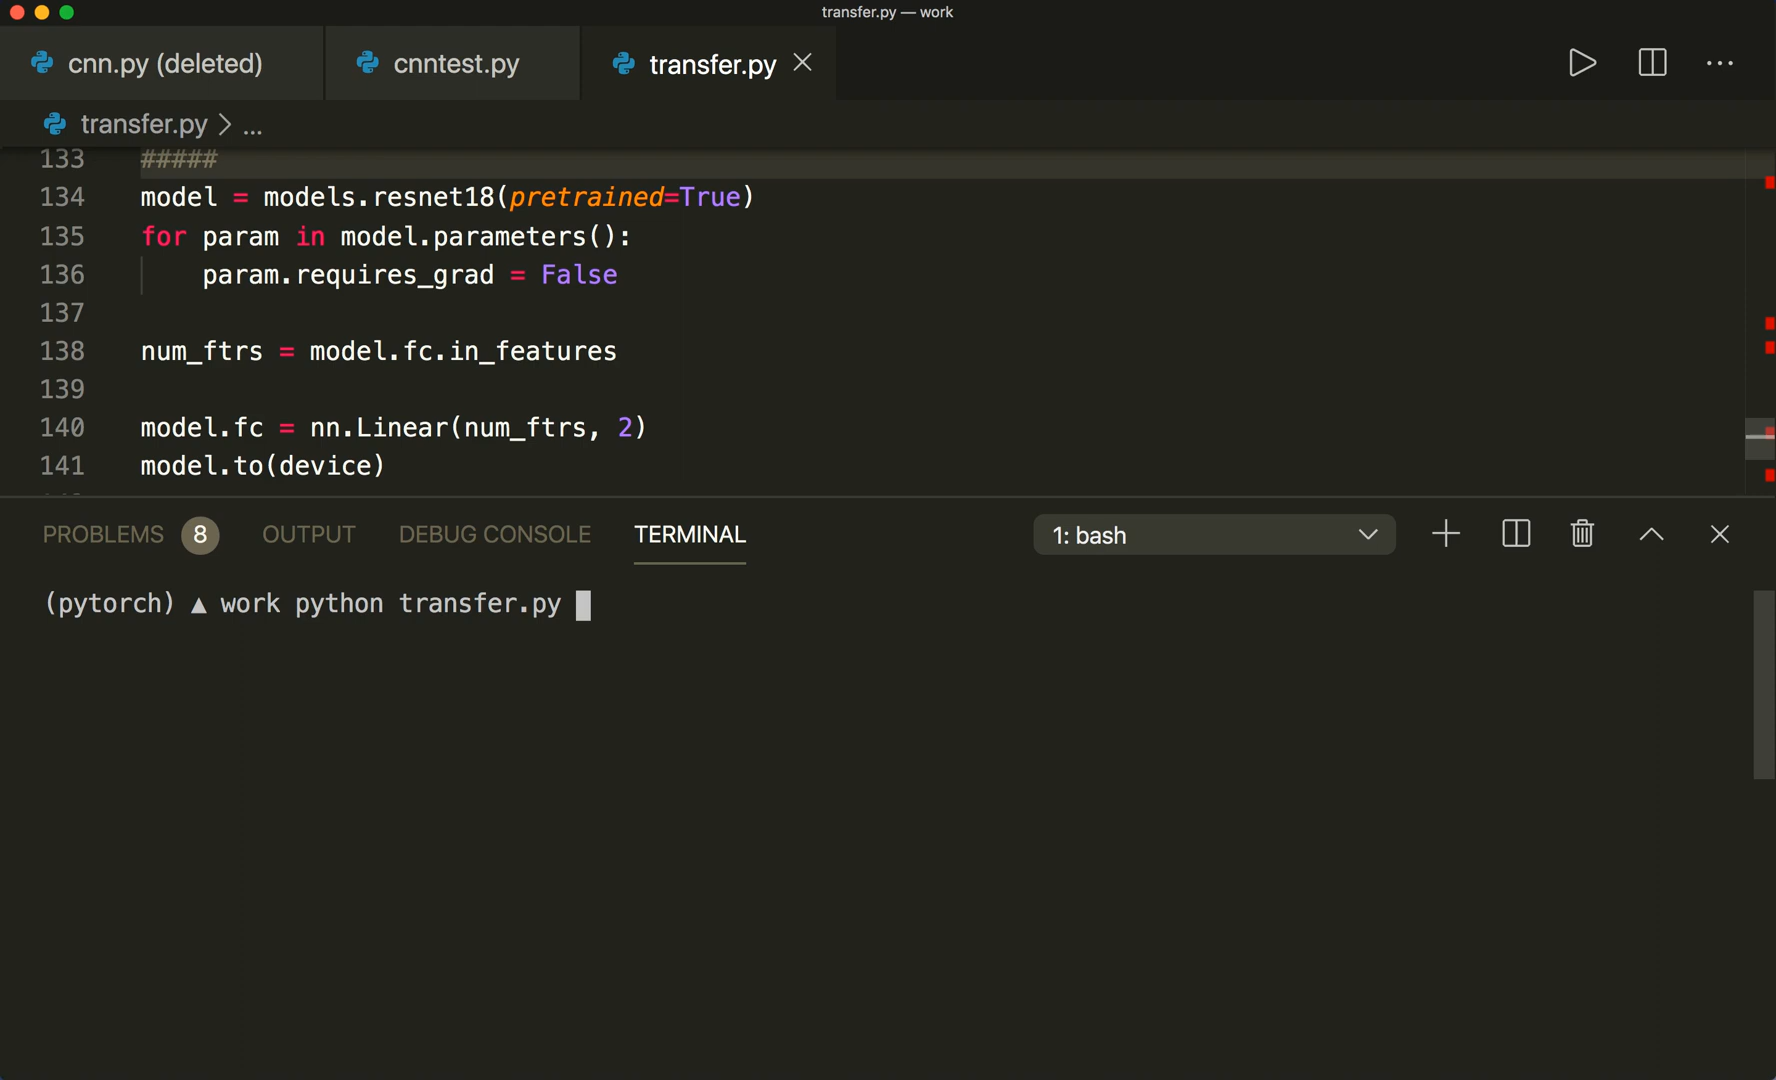 transfer.py — work
cnn.py (deleted)
cnntest.py
transfer.py
transfer.py > ...
133 #####
134 model = models.resnet18(pretrained=True)
135 for param in model.parameters():
136     param.requires_grad = False
137
138 num_ftrs = model.fc.in_features
139
140 model.fc = nn.Linear(num_ftrs, 2)
141 model.to(device)
PROBLEMS 8 OUTPUT DEBUG CONSOLE TERMINAL 1: bash
(pytorch) ▲ work python transfer.py